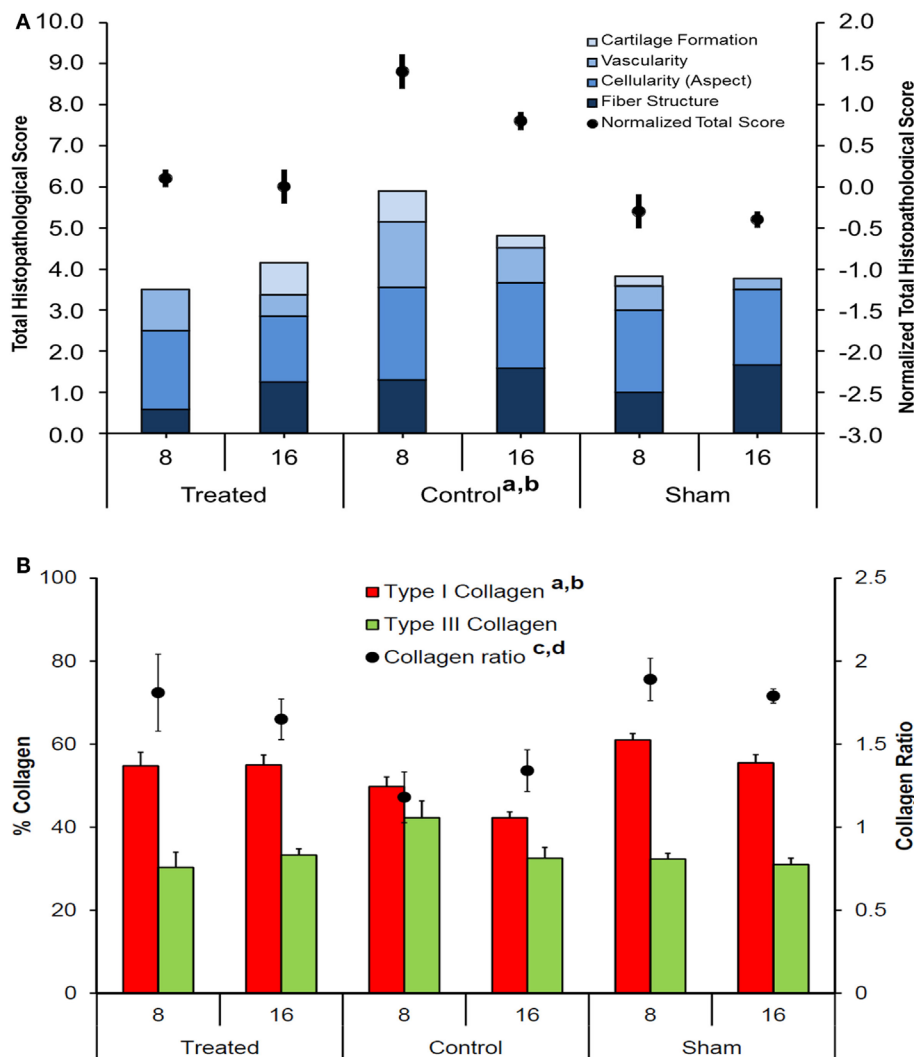 A
Total Histopathological Score
10.0
9.0
8.0
7.0
6.0
5.0
4.0
3.0
2.0
1.0
0.0
Cartilage Formation
Vascularity
Cellularity (Aspect)
Fiber Structure
Normalized Total Score
2.0
1.5
1.0
0.5
0.0
-0.5
-1.0
-1.5
-2.0
-2.5
-3.0
Normalized Total Histopathological Score
8 16 8 16 8 16
Treated Control a,b Sham
B
% Collagen
100
80
60
40
20
0
Type I Collagen a,b
Type III Collagen
Collagen ratio c,d
2.5
2
1.5
1
0.5
0
Collagen Ratio
8 16 8 16 8 16
Treated Control Sham